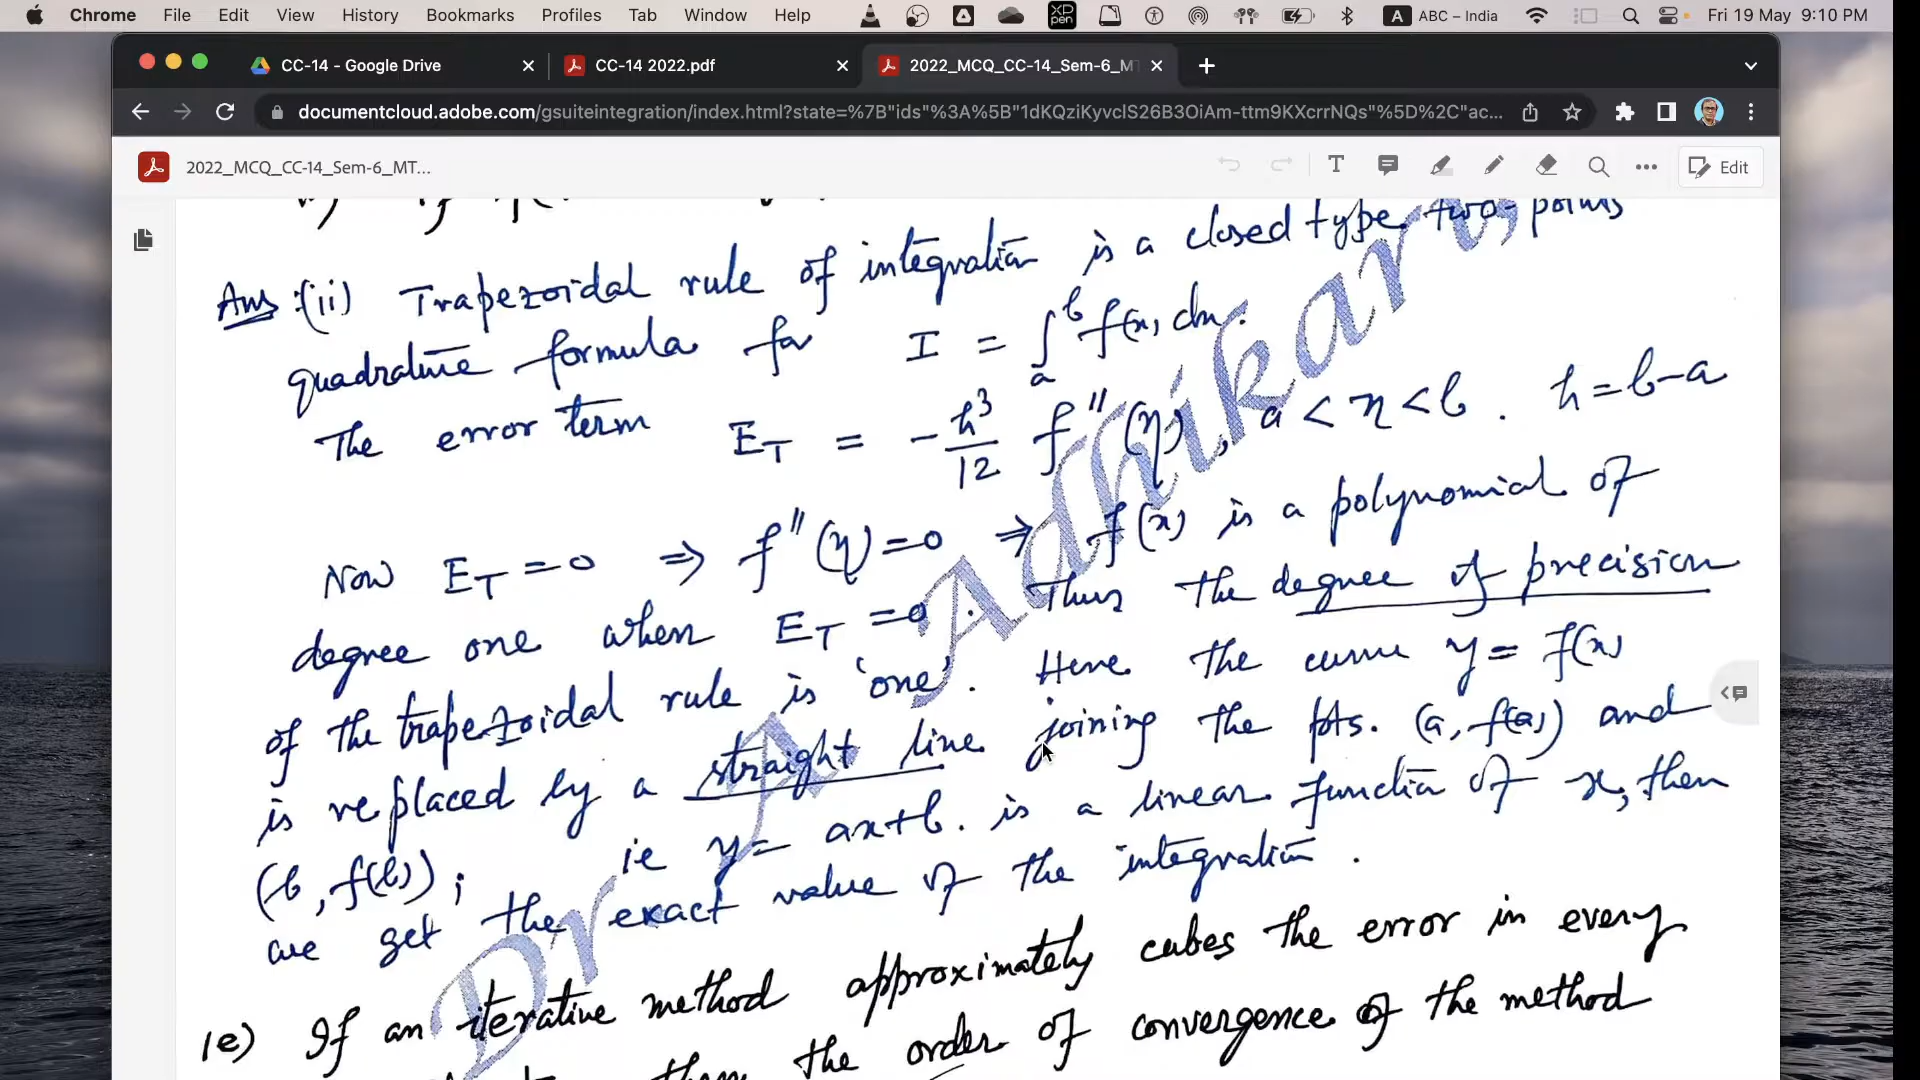 Chrome File Edit View History Bookmarks Profiles Tab Window Help XP pen A ABC – India Fri 19 May 9:10 PM
CC-14 - Google Drive CC-14 2022.pdf 2022_MCQ_CC-14_Sem-6_MT
documentcloud.adobe.com/gsuiteintegration/index.html?state=%7B"ids"%3A%5B"1dKQziKyvclS26B3OiAm-ttm9KXcrrNQs"%5D%2C"ac...
2022_MCQ_CC-14_Sem-6_MT... T Edit
Ans :(ii) Trapezoidal rule of integration is a closed type two-points
quadrature formula for I = ∫ₐᵇ f(x) dx.
The error term E_T = -h³/12 f''(η), a < η < b. h = b-a
Now E_T = 0 ⇒ f''(η) = 0 ⇒ f(x) is a polynomial of
degree one when E_T = 0. Thus the degree of precision
of the trapezoidal rule is 'one'. Here the curve y = f(x)
is replaced by a straight line joining the pts. (a, f(a)) and
(b, f(b)); ie y = ax+b. is a linear function of x, then
we get the exact value of the integration.
1e) If an iterative method approximately cubes the error in every
then the order of convergence of the method
Dr A Adhikari,